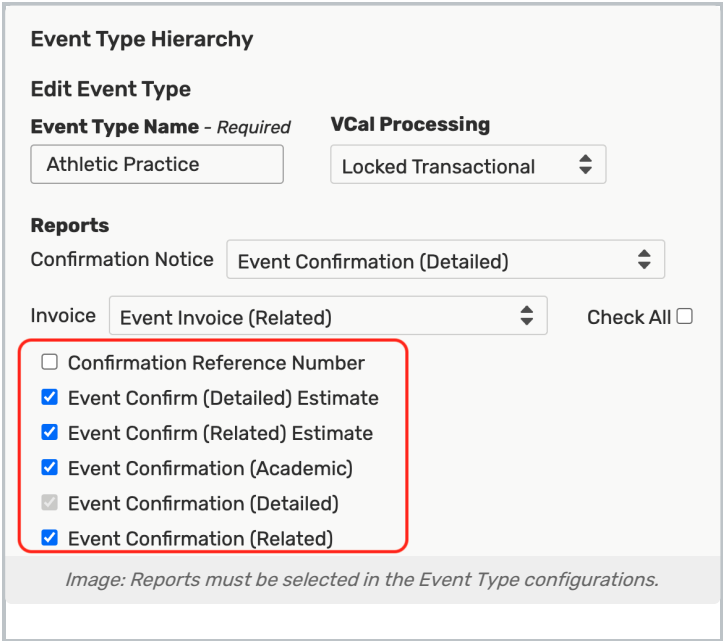 Event Type Hierarchy
Edit Event Type
Event Type Name - Required
VCal Processing
Athletic Practice
Locked Transactional
Reports
Confirmation Notice Event Confirmation (Detailed)
Invoice Event Invoice (Related) Check All
Confirmation Reference Number
Event Confirm (Detailed) Estimate
Event Confirm (Related) Estimate
Event Confirmation (Academic)
Event Confirmation (Detailed)
Event Confirmation (Related)
Image: Reports must be selected in the Event Type configurations.